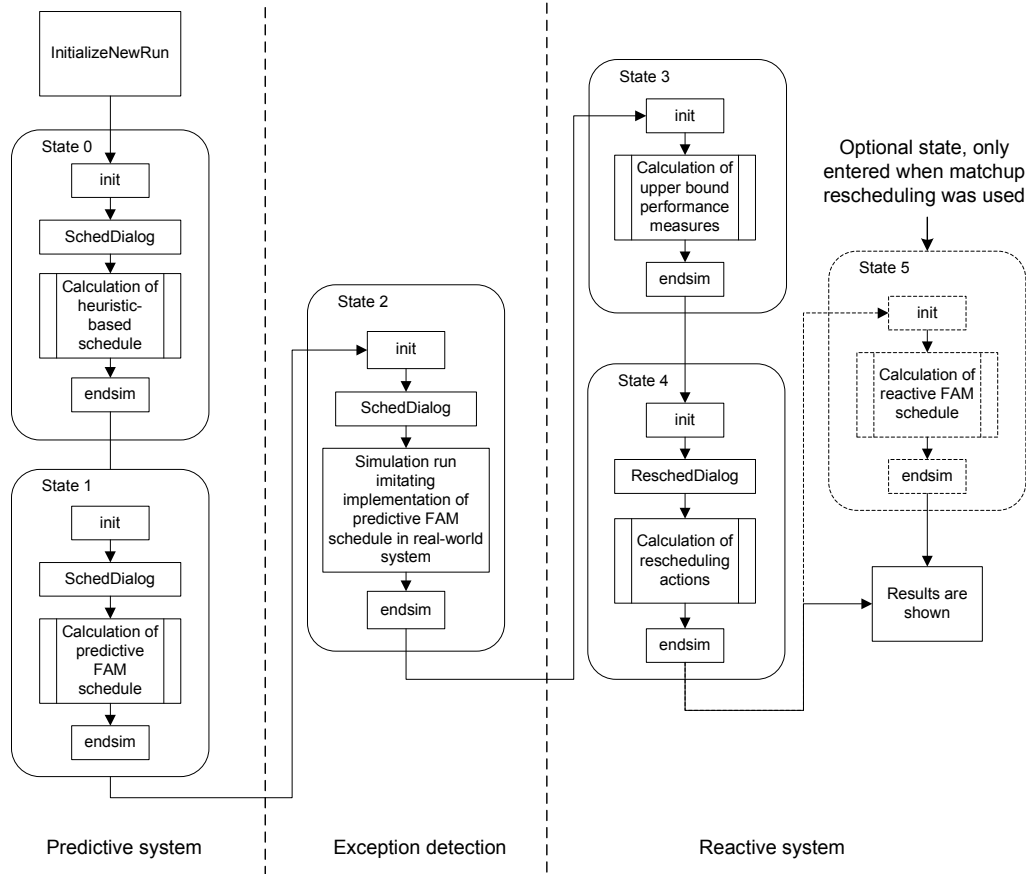 InitializeNewRun
State 0
init
SchedDialog
Calculation of
heuristic-
based
schedule
endsim
State 1
init
SchedDialog
Calculation of
predictive
FAM
schedule
endsim
Predictive system
State 2
init
SchedDialog
Simulation run
imitating
implementation of
predictive FAM
schedule in real-world
system
endsim
Exception detection
State 3
init
Calculation of
upper bound
performance
measures
endsim
State 4
init
ReschedDialog
Calculation of
rescheduling
actions
endsim
Optional state, only
entered when matchup
rescheduling was used
State 5
init
Calculation of
reactive FAM
schedule
endsim
Results are
shown
Reactive system